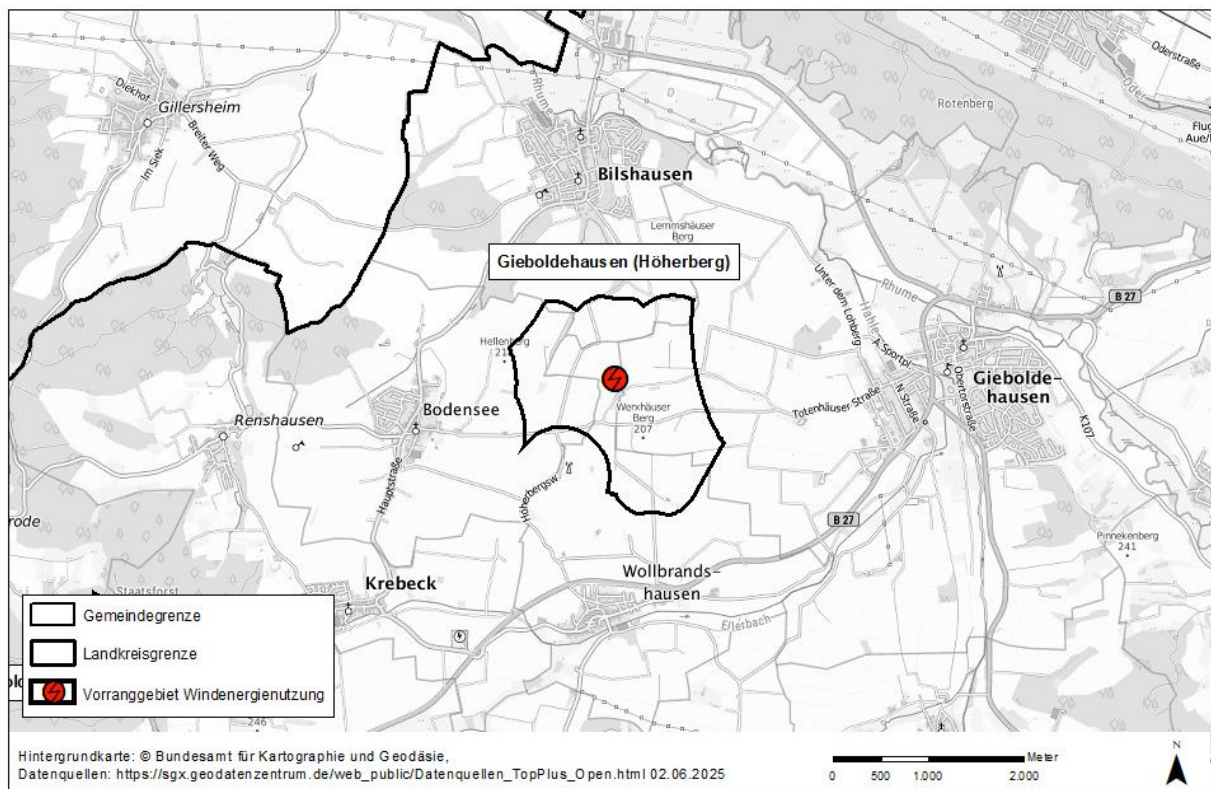 Oderstraße
Oder
Diekhof
Gillersheim
Rhume
Rotenberg
Breiter Weg
Im Siek
Flug
Aue/
Bilshausen
Lemmshäuser
Berg
Gieboldehausen (Höherberg)
Unter dem Lohberg
Rhume
Hahle
B 27
A. Sportpl.
Hellenberg
Giebolde-
hausen
Obertorstraße
N Straße
Bodensee
Wenxhäuser
Berg
207
Totenhäuser Straße
Renshausen
K107
Hauptstraße
Höherbergsw.
rode
B 27
Pinnekenberg
241
Wollbrands-
hausen
Krebeck
Staatsforst
Ellerbach
Gemeindegrenze
Landkreisgrenze
Vorranggebiet Windenergienutzung
246
Hintergrundkarte: © Bundesamt für Kartographie und Geodäsie,
Datenquellen: https://sgx.geodatenzentrum.de/web_public/Datenquellen_TopPlus_Open.html 02.06.2025
Meter
0 500 1.000 2.000
N